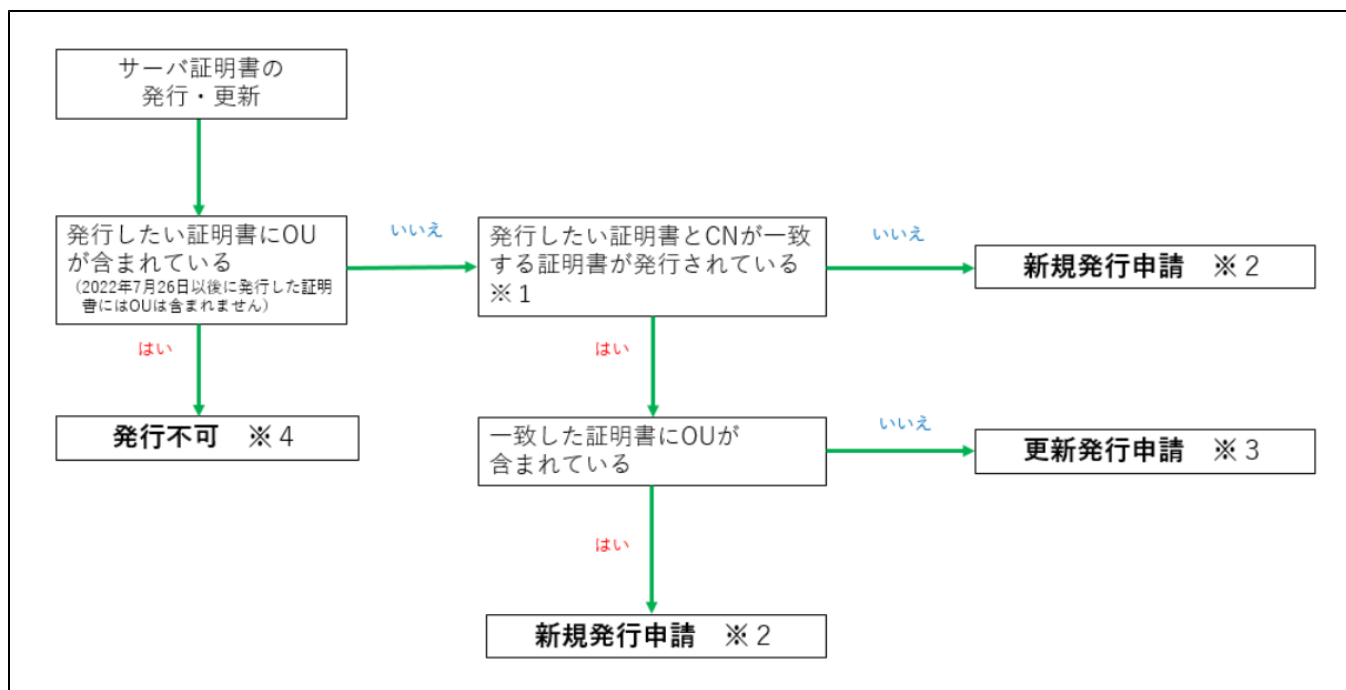 サーバ証明書の
発行・更新
発行したい証明書にOU
が含まれている
（2022年7月26日以後に発行した証明
書にはOUは含まれません）
いいえ
発行したい証明書とCNが一致
する証明書が発行されている
※１
いいえ
新規発行申請　※２
はい
はい
発行不可　※４
一致した証明書にOUが
含まれている
いいえ
更新発行申請　※３
はい
新規発行申請　※２